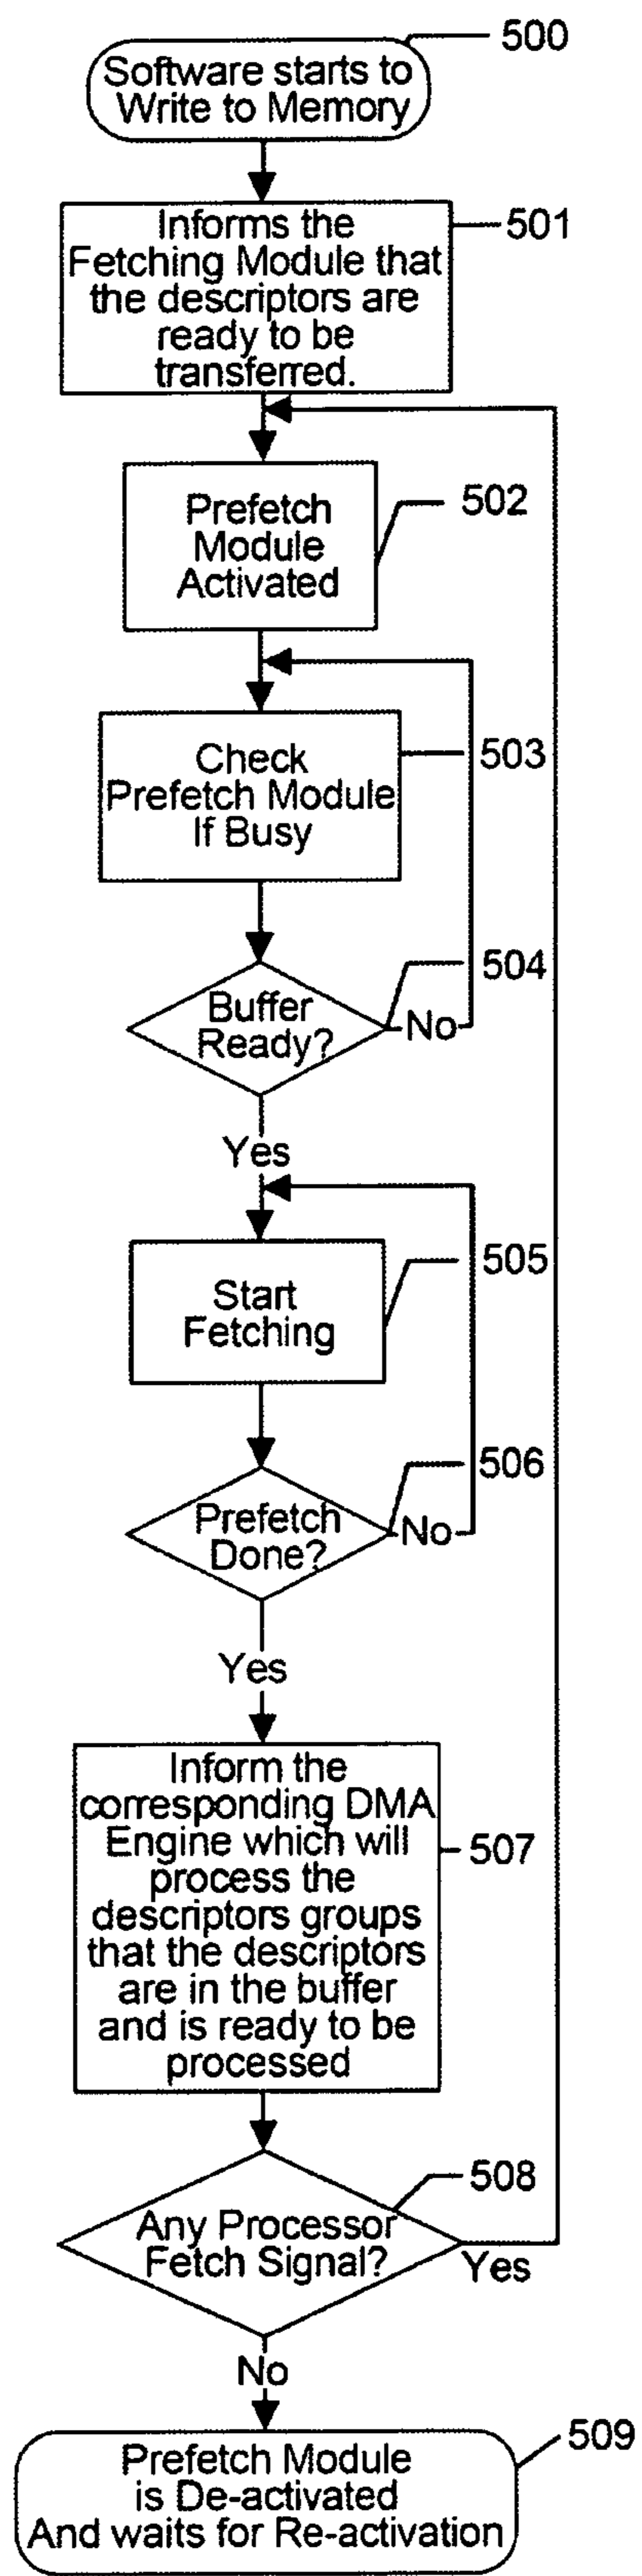 500
Software starts to
Write to Memory
Informs the
Fetching Module that
the descriptors are
ready to be
transferred.
501
Prefetch
Module
Activated
502
Check
Prefetch Module
If Busy
503
504
Buffer
Ready?
No
Yes
505
Start
Fetching
506
Prefetch
Done?
No
Yes
Inform the
corresponding DMA
Engine which will
process the
descriptors groups
that the descriptors
are in the buffer
and is ready to be
processed
507
508
Any Processor
Fetch Signal?
Yes
No
509
Prefetch Module
is De-activated
And waits for Re-activation